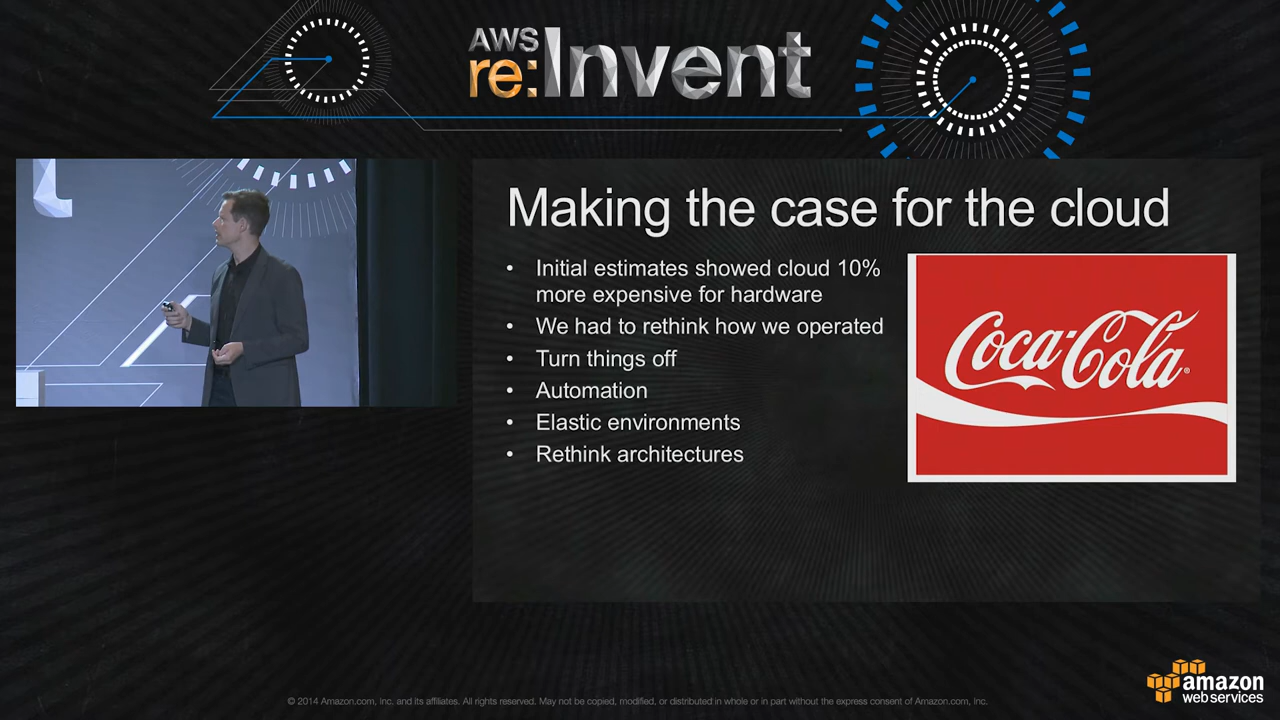 AWS
re:Invent
Making the case for the cloud
• Initial estimates showed cloud 10%
more expensive for hardware
• We had to rethink how we operated
• Turn things off
• Automation
• Elastic environments
• Rethink architectures
Coca-Cola®
amazon
web services
© 2014 Amazon.com, Inc. and its affiliates. All rights reserved. May not be copied, modified, or distributed in whole or in part without the express consent of Amazon.com, Inc.